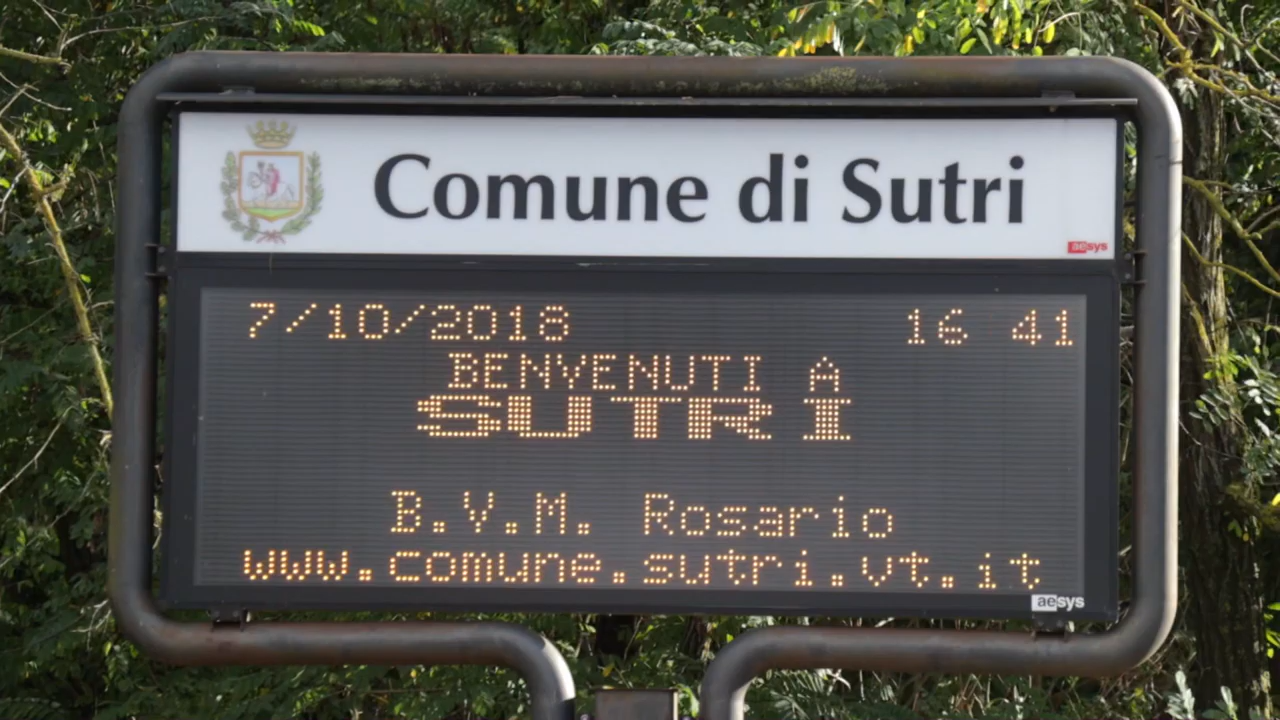 Comune di Sutri
aesys
7/10/2018 16 41
BENVENUTI A
SUTRI
B.V.M. Rosario
www.comune.sutri.vt.it
aesys